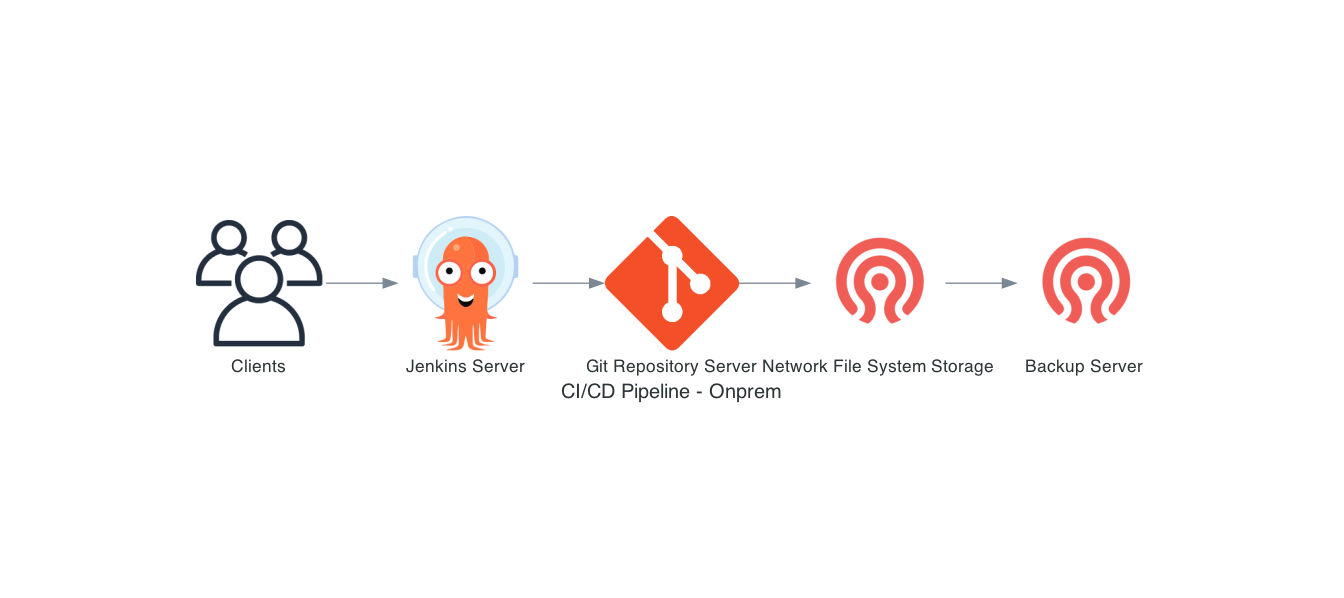 Clients
Jenkins Server
Git Repository Server
Network File System Storage
Backup Server
CI/CD Pipeline - Onprem